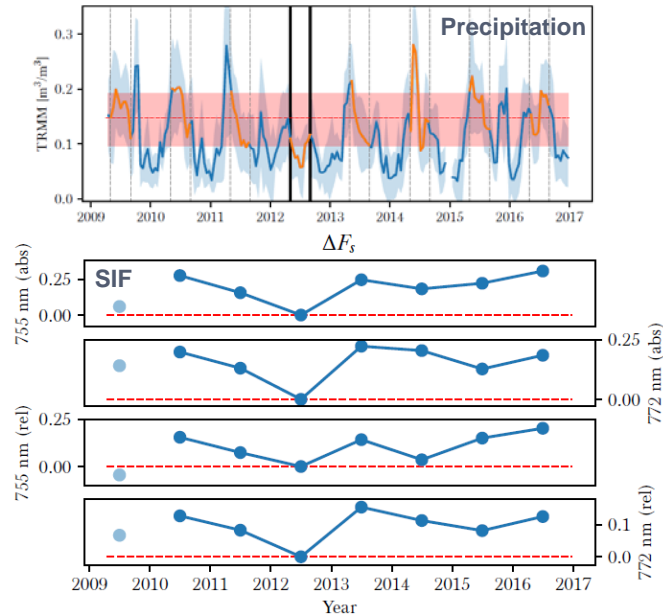 Precipitation
TRMM [m³/m³]
0.3
0.2
0.1
0.0
2009 2010 2011 2012 2013 2014 2015 2016 2017
ΔFₛ
SIF
755 nm (abs)
0.25
0.00
772 nm (abs)
0.25
0.00
755 nm (rel)
0.25
0.00
772 nm (rel)
0.1
0.0
2009 2010 2011 2012 2013 2014 2015 2016 2017
Year